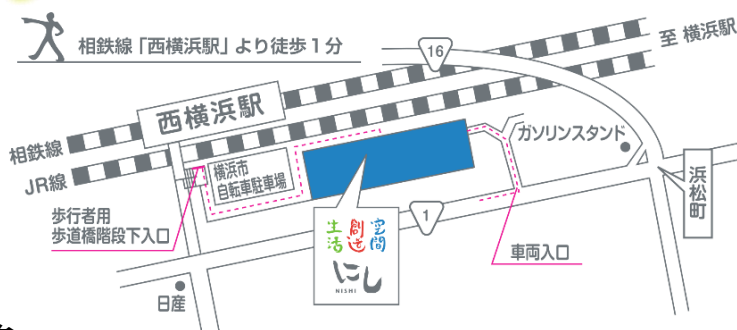 相鉄線「西横浜駅」より徒歩1分
16
至 横浜駅
西横浜駅
相鉄線
JR線
ガソリンスタンド
横浜市
自転車駐車場
浜松町
歩行者用
歩道橋階段下入口
1
生活創造空間
にし
NISHI
車両入口
日産